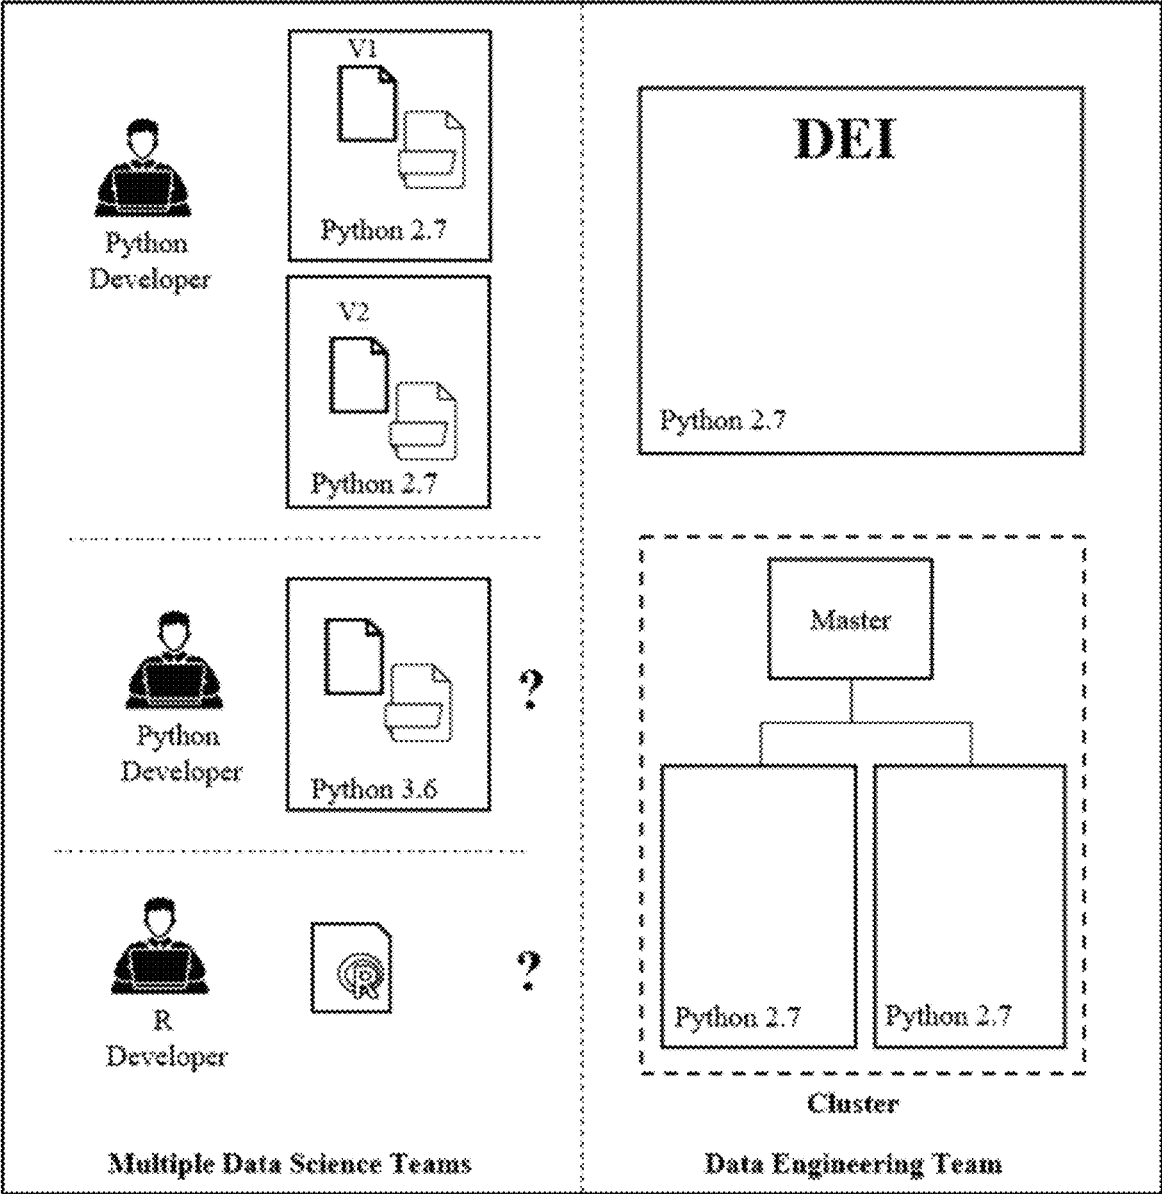 V1
Python 2.7
Python
Developer
V2
Python 2.7
Python
Developer
Python 3.6
?
R
R
Developer
?
Multiple Data Science Teams
DEI
Python 2.7
Master
Python 2.7
Python 2.7
Cluster
Data Engineering Team